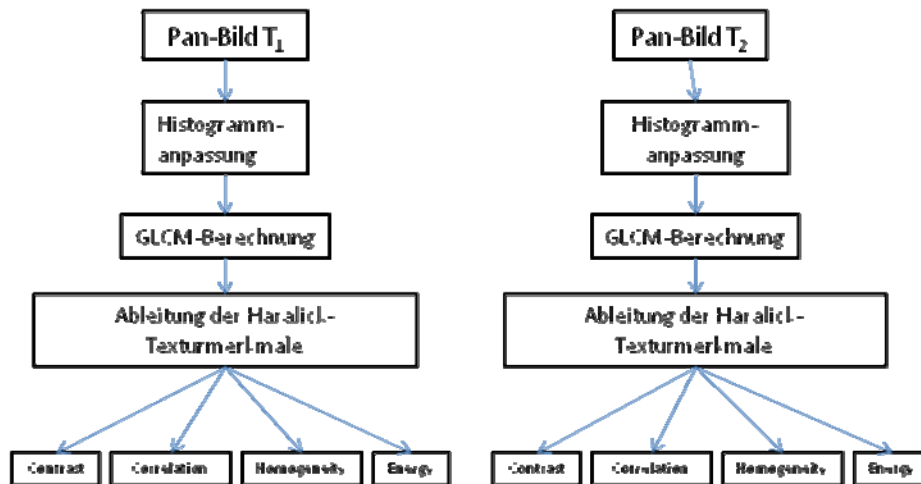 Pan-Bild T1
Histogramm-
anpassung
GLCM-Berechnung
Ableitung der Haralick-
Texturmerkmale
Contrast
Correlation
Homogeneity
Energy
Pan-Bild T2
Histogramm-
anpassung
GLCM-Berechnung
Ableitung der Haralick-
Texturmerkmale
Contrast
Correlation
Homogeneity
Energy